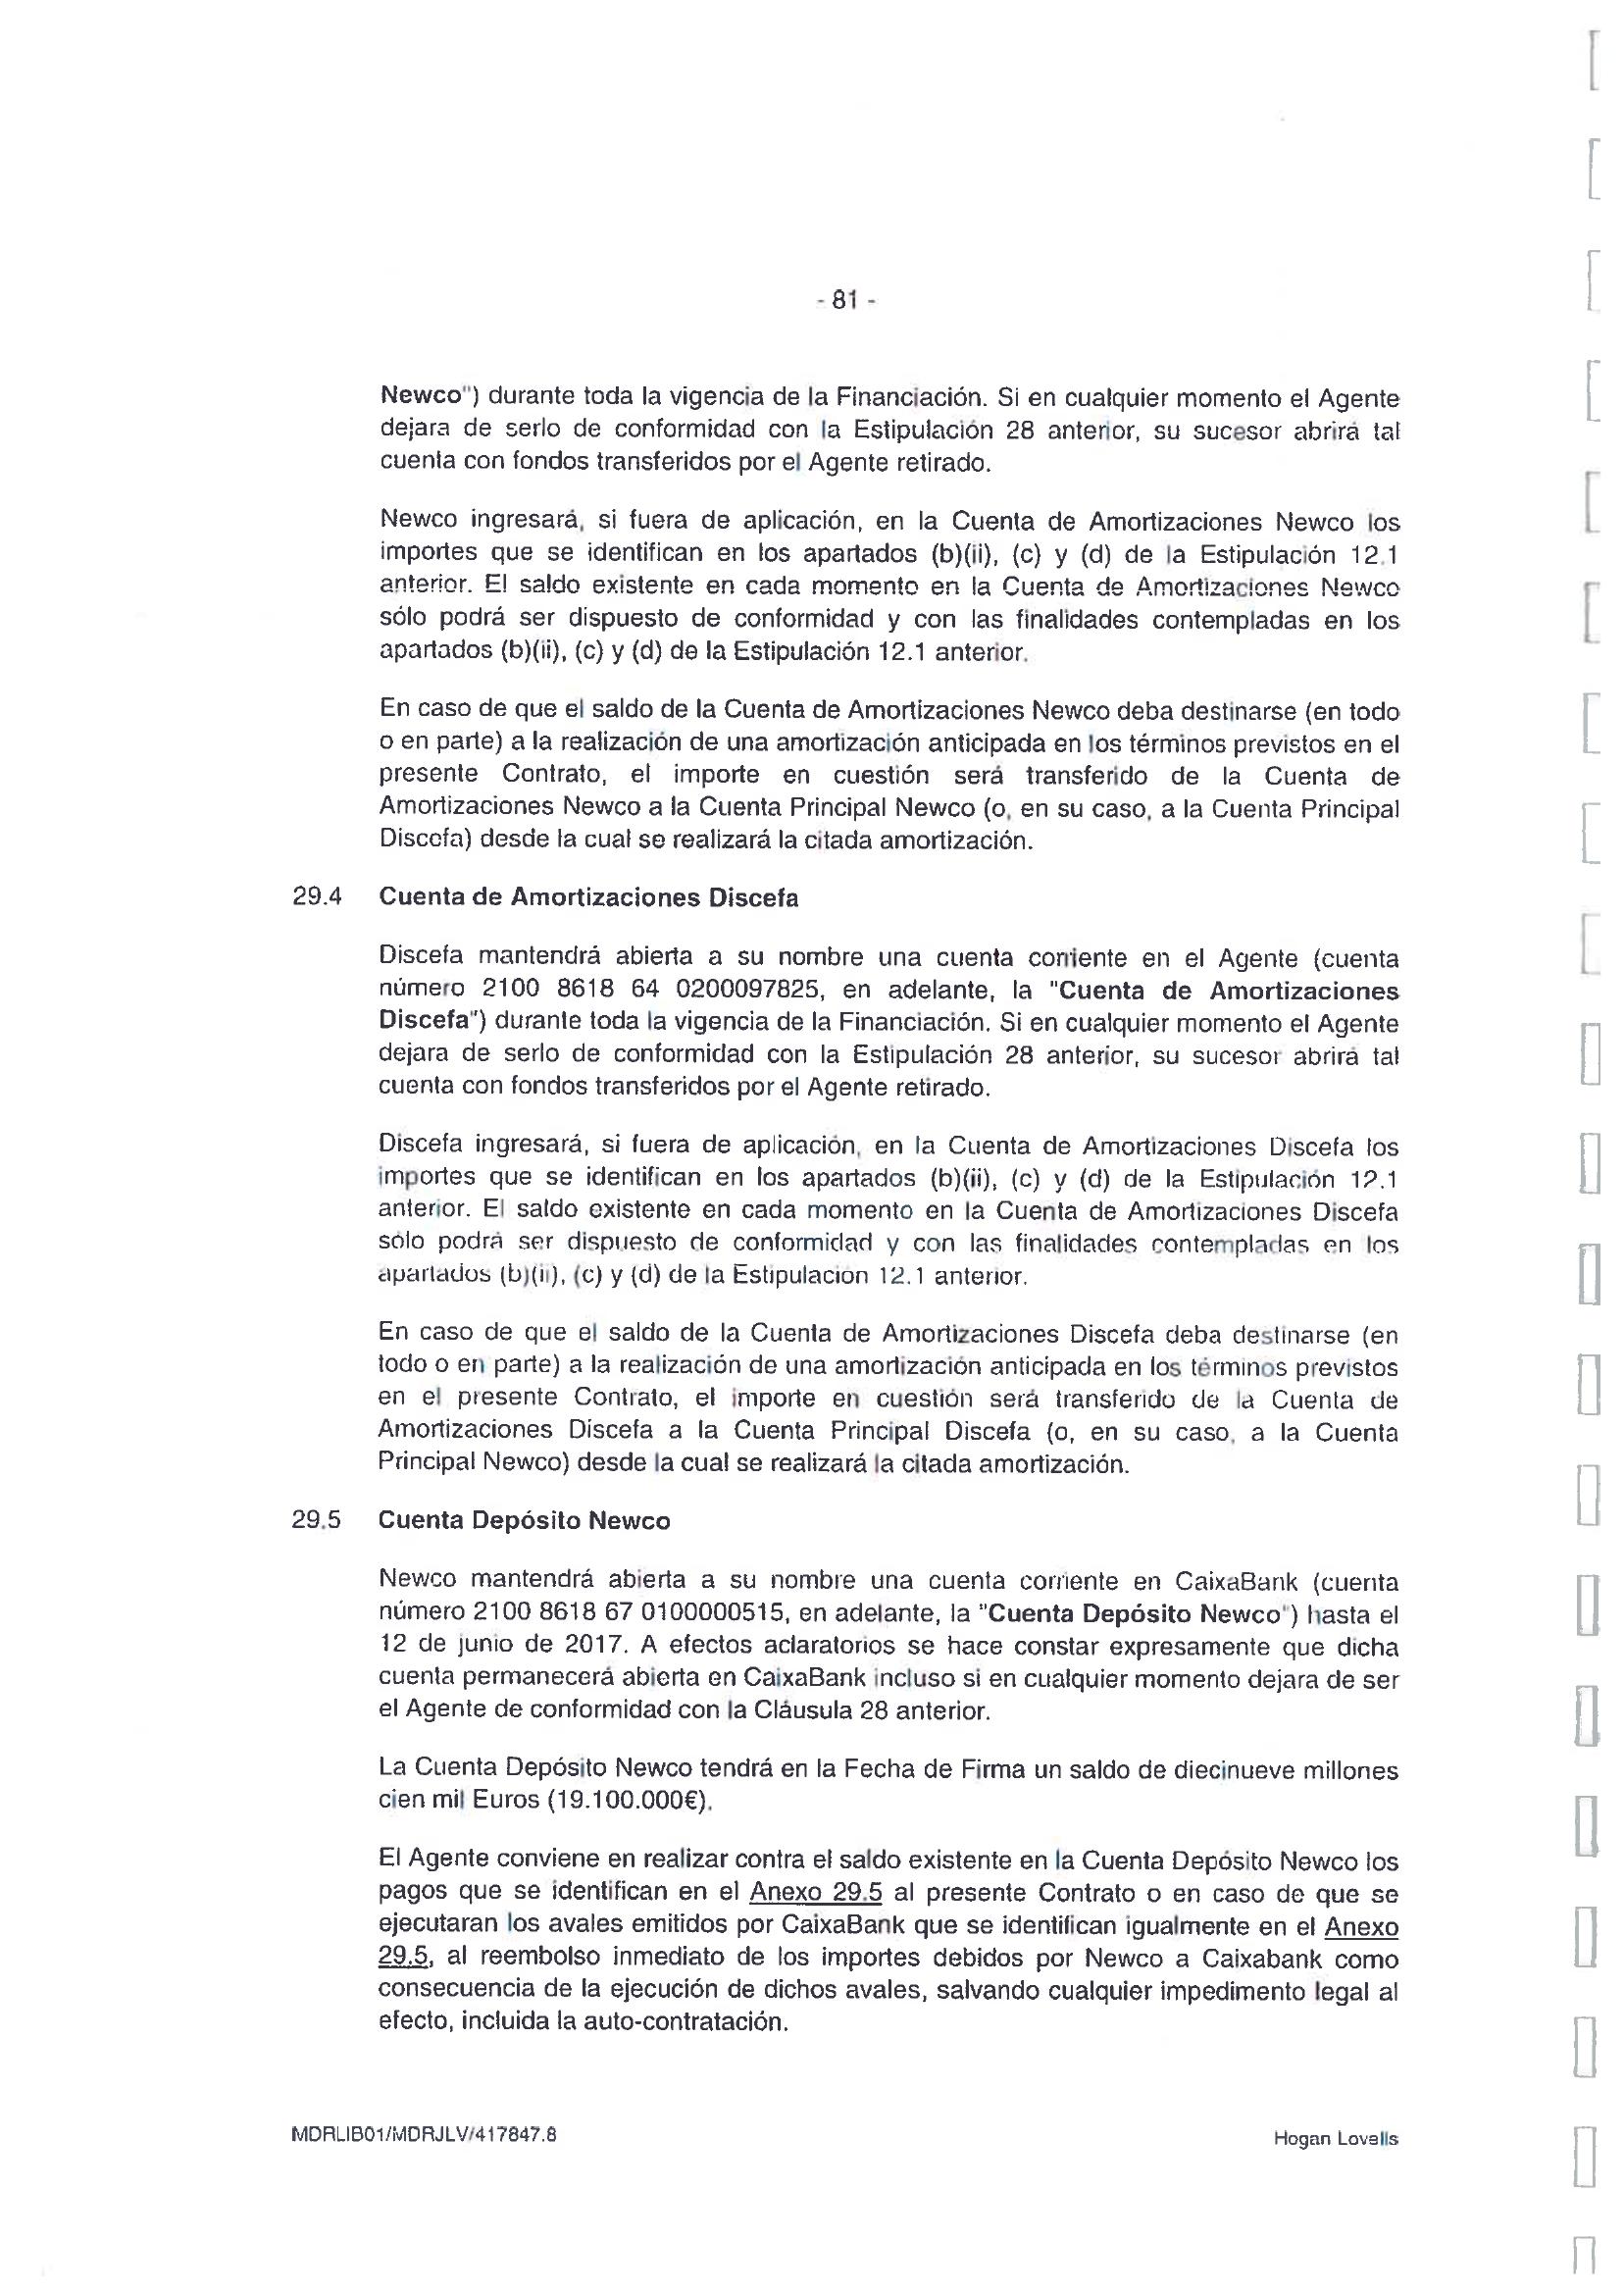 - 81 -
Newco") durante toda la vigencia de la Financiación. Si en cualquier momento el Agente
dejara de serlo de conformidad con la Estipulación 28 anterior, su sucesor abrirá tal
cuenta con fondos transferidos por el Agente retirado.
Newco ingresará, si fuera de aplicación, en la Cuenta de Amortizaciones Newco los
importes que se identifican en los apartados (b)(ii), (c) y (d) de la Estipulación 12.1
anterior. El saldo existente en cada momento en la Cuenta de Amortizaciones Newco
sólo podrá ser dispuesto de conformidad y con las finalidades contempladas en los
apartados (b)(ii), (c) y (d) de la Estipulación 12.1 anterior.
En caso de que el saldo de la Cuenta de Amortizaciones Newco deba destinarse (en todo
o en parte) a la realización de una amortización anticipada en los términos previstos en el
presente Contrato, el importe en cuestión será transferido de la Cuenta de
Amortizaciones Newco a la Cuenta Principal Newco (o, en su caso, a la Cuenta Principal
Discefa) desde la cual se realizará la citada amortización.
29.4 Cuenta de Amortizaciones Discefa
Discefa mantendrá abierta a su nombre una cuenta corriente en el Agente (cuenta
número 2100 8618 64 0200097825, en adelante, la "Cuenta de Amortizaciones
Discefa") durante toda la vigencia de la Financiación. Si en cualquier momento el Agente
dejara de serlo de conformidad con la Estipulación 28 anterior, su sucesor abrirá tal
cuenta con fondos transferidos por el Agente retirado.
Discefa ingresará, si fuera de aplicación, en la Cuenta de Amortizaciones Discefa los
importes que se identifican en los apartados (b)(ii), (c) y (d) de la Estipulación 12.1
anterior. El saldo existente en cada momento en la Cuenta de Amortizaciones Discefa
sólo podrá ser dispuesto de conformidad y con las finalidades contempladas en los
apartados (b)(ii), (c) y (d) de la Estipulación 12.1 anterior.
En caso de que el saldo de la Cuenta de Amortizaciones Discefa deba destinarse (en
todo o en parte) a la realización de una amortización anticipada en los términos previstos
en el presente Contrato, el importe en cuestión será transferido de la Cuenta de
Amortizaciones Discefa a la Cuenta Principal Discefa (o, en su caso, a la Cuenta
Principal Newco) desde la cual se realizará la citada amortización.
29.5 Cuenta Depósito Newco
Newco mantendrá abierta a su nombre una cuenta corriente en CaixaBank (cuenta
número 2100 8618 67 0100000515, en adelante, la "Cuenta Depósito Newco") hasta el
12 de junio de 2017. A efectos aclaratorios se hace constar expresamente que dicha
cuenta permanecerá abierta en CaixaBank incluso si en cualquier momento dejara de ser
el Agente de conformidad con la Cláusula 28 anterior.
La Cuenta Depósito Newco tendrá en la Fecha de Firma un saldo de diecinueve millones
cien mil Euros (19.100.000€).
El Agente conviene en realizar contra el saldo existente en la Cuenta Depósito Newco los
pagos que se identifican en el Anexo 29.5 al presente Contrato o en caso de que se
ejecutaran los avales emitidos por CaixaBank que se identifican igualmente en el Anexo
29.5, al reembolso inmediato de los importes debidos por Newco a Caixabank como
consecuencia de la ejecución de dichos avales, salvando cualquier impedimento legal al
efecto, incluida la auto-contratación.
MDRLIB01/MDRJLV/417847.8
Hogan Lovells